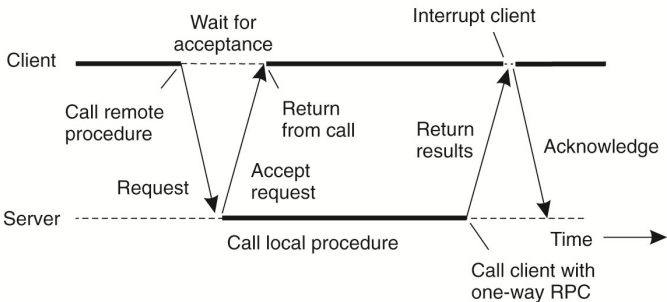 Interrupt client
Wait for
acceptance
Client
Call remote
procedure
Return
from call
Return
results
Acknowledge
Request
Accept
request
Server
Call local procedure
Time
Call client with
one-way RPC